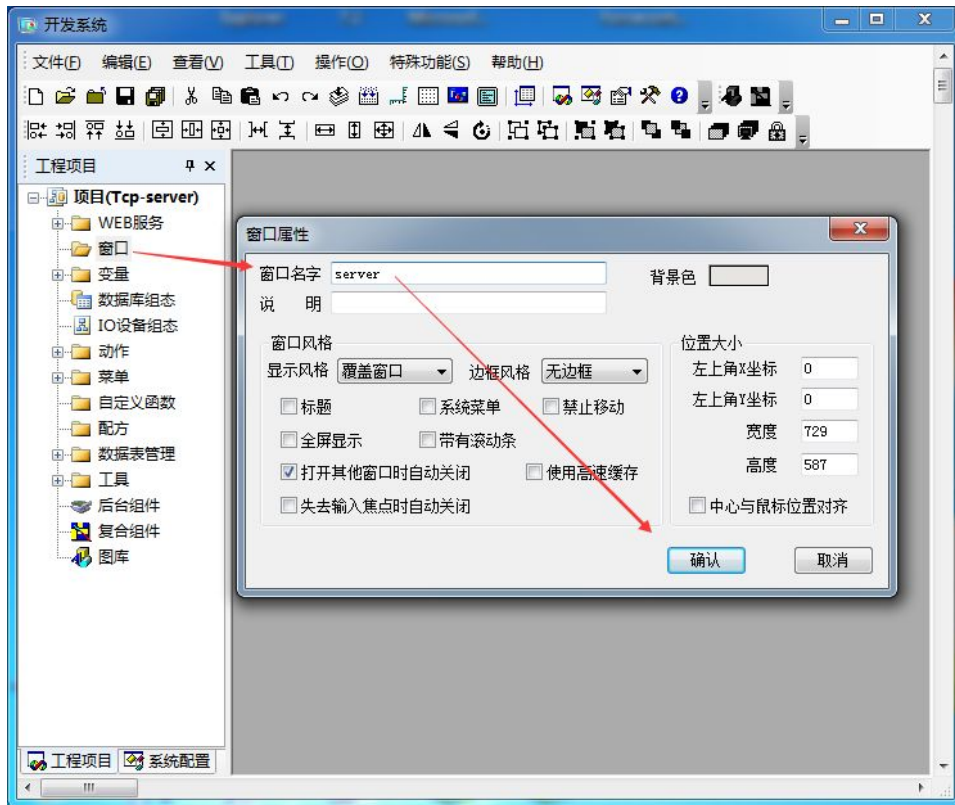 开发系统
文件(F) 编辑(E) 查看(V) 工具(T) 操作(O) 特殊功能(S) 帮助(H)
工程项目
项目(Tcp-server)
WEB服务
窗口
变量
数据库组态
IO设备组态
动作
菜单
自定义函数
配方
数据表管理
工具
后台组件
复合组件
图库
工程项目 系统配置
窗口属性
窗口名字 server 背景色
说 明
窗口风格
显示风格 覆盖窗口 边框风格 无边框
标题 系统菜单 禁止移动
全屏显示 带有滚动条
打开其他窗口时自动关闭 使用高速缓存
失去输入焦点时自动关闭
位置大小
左上角X坐标 0
左上角Y坐标 0
宽度 729
高度 587
中心与鼠标位置对齐
确认 取消